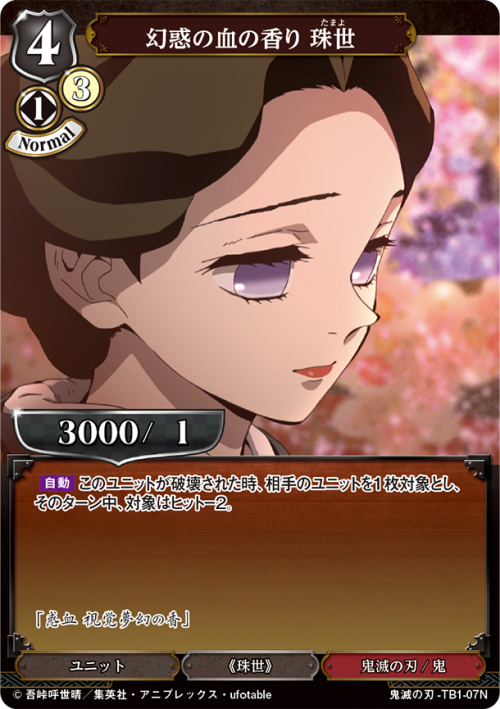 4
幻惑の血の香り 珠世
たまよ
3
1
Normal
3000/ 1
自動 このユニットが破壊された時、相手のユニットを1枚対象とし、
そのターン中、対象はヒット－2。
「惑血 視覚夢幻の香」
ユニット
《珠世》
鬼滅の刃/鬼
© 吾峠呼世晴／集英社・アニプレックス・ufotable
鬼滅の刃 -TB1-07N